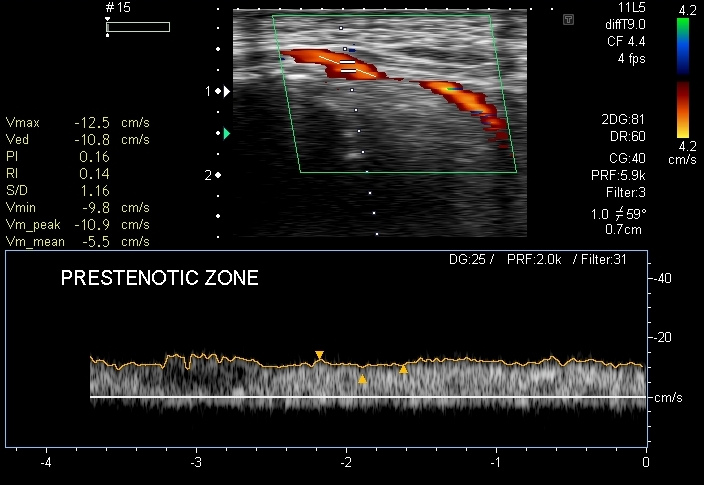 #15
11L5
diffT9.0
CF 4.4
4 fps
4.2
T
1
2
2DG:81
DR:60
CG:40
PRF:5.9k
Filter:3
1.0 59°
0.7cm
4.2
cm/s
Vmax -12.5 cm/s
Ved -10.8 cm/s
PI 0.16
RI 0.14
S/D 1.16
Vmin -9.8 cm/s
Vm_peak -10.9 cm/s
Vm_mean -5.5 cm/s
DG:25 / PRF:2.0k / Filter:31
PRESTENOTIC ZONE
-40
-20
cm/s
-4 -3 -2 -1 0